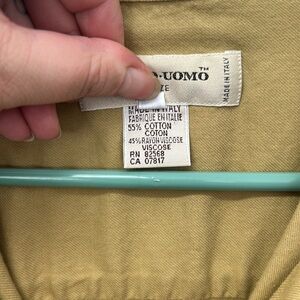 D·UOMO™
ZE
MADE IN ITALY
MADE IN ITALY
FABRIQUE EN ITALIE
55% COTTON
COTON
45% RAYON VISCOSE
VISCOSE
RN 82568
CA 07817